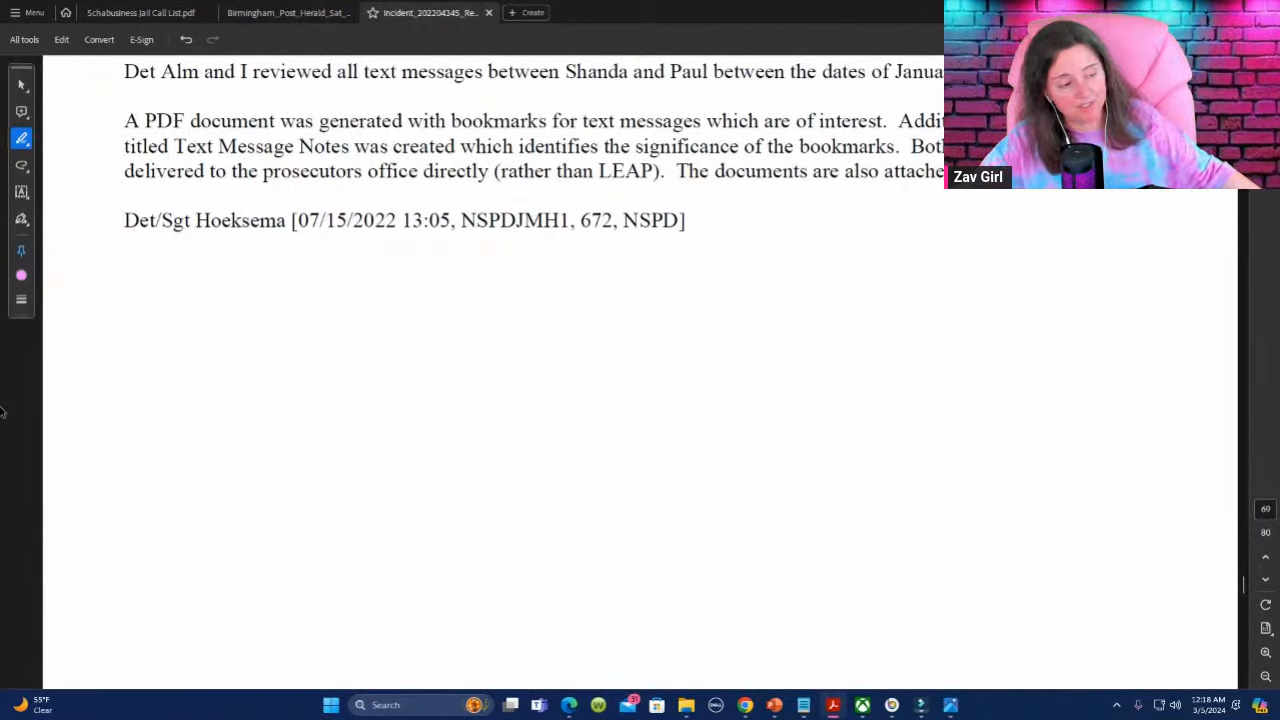 Menu
Schabusiness Jail Call List.pdf
Birmingham_Post_Herald_Sat_...
Incident_202204345_Re...
Create
All tools Edit Convert E-Sign
Det Alm and I reviewed all text messages between Shanda and Paul between the dates of Janua
A PDF document was generated with bookmarks for text messages which are of interest. Addit
titled Text Message Notes was created which identifies the significance of the bookmarks. Both
delivered to the prosecutors office directly (rather than LEAP). The documents are also attache
Det/Sgt Hoeksema [07/15/2022 13:05, NSPDJMH1, 672, NSPD]
Zav Girl
69
80
55°F
Clear
Search
31
12:18 AM
3/5/2024